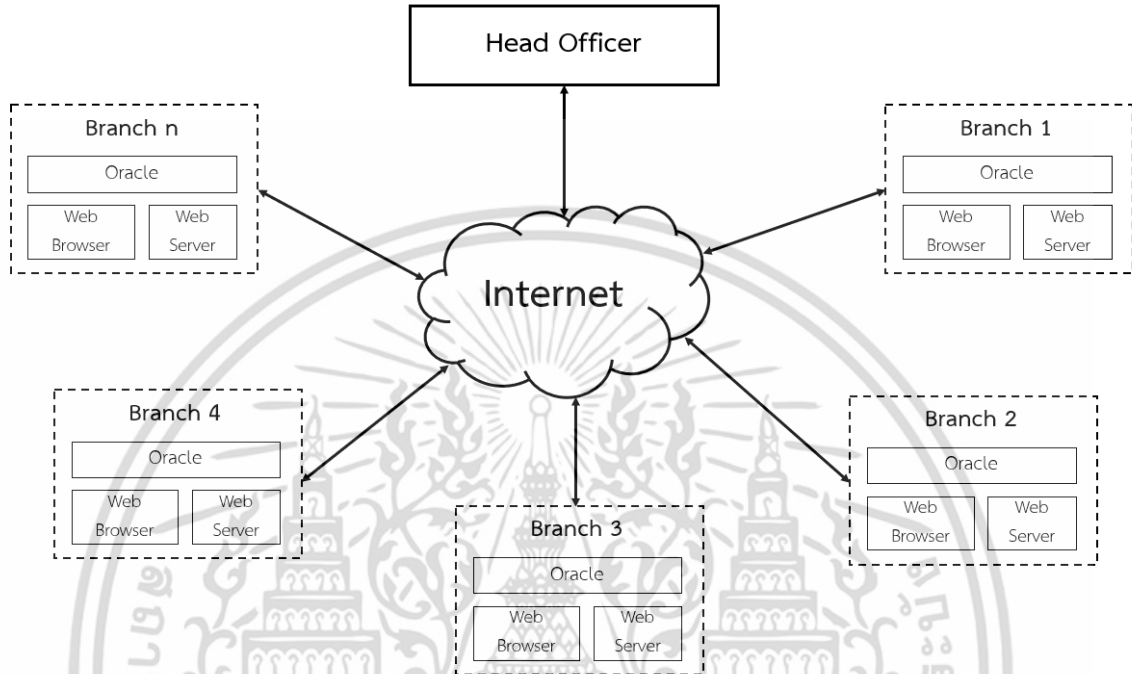 Head Officer
Branch n
Oracle
Web
Browser
Web
Server
Branch 1
Oracle
Web
Browser
Web
Server
Internet
Branch 4
Oracle
Web
Browser
Web
Server
Branch 2
Oracle
Web
Browser
Web
Server
Branch 3
Oracle
Web
Browser
Web
Server